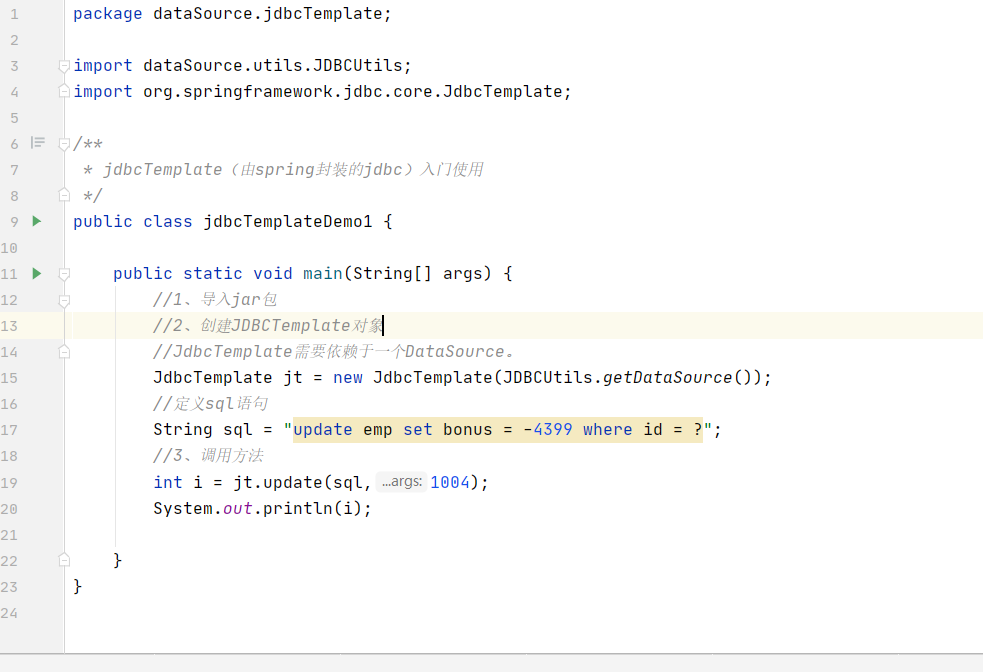 1 package dataSource.jdbcTemplate;
2
3 import dataSource.utils.JDBCUtils;
4 import org.springframework.jdbc.core.JdbcTemplate;
5
6 /**
7  * jdbcTemplate（由spring封装的jdbc）入门使用
8  */
9 public class jdbcTemplateDemo1 {
10
11     public static void main(String[] args) {
12         //1、导入jar包
13         //2、创建JDBCTemplate对象
14         //JdbcTemplate需要依赖于一个DataSource。
15         JdbcTemplate jt = new JdbcTemplate(JDBCUtils.getDataSource());
16         //定义sql语句
17         String sql = "update emp set bonus = -4399 where id = ?";
18         //3、调用方法
19         int i = jt.update(sql, ...args: 1004);
20         System.out.println(i);
21
22     }
23 }
24